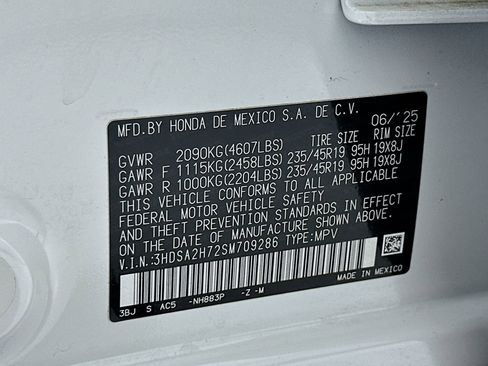 MFD.BY HONDA DE MEXICO S.A. DE C.V. 06/'25
GVWR 2090KG(4607LBS) TIRE SIZE RIM SIZE
GAWR F 1115KG(2458LBS) 235/45R19 95H 19X8J
GAWR R 1000KG(2204LBS) 235/45R19 95H 19X8J
THIS VEHICLE CONFORMS TO ALL APPLICABLE
FEDERAL MOTOR VEHICLE SAFETY
AND THEFT PREVENTION STANDARDS IN EFFECT
ON THE DATE OF MANUFACTURE SHOWN ABOVE.
V.I.N:3HDSA2H72SM709286 TYPE:MPV
MADE IN MEXICO
3BJ S AC5 -NH883P -Z -M